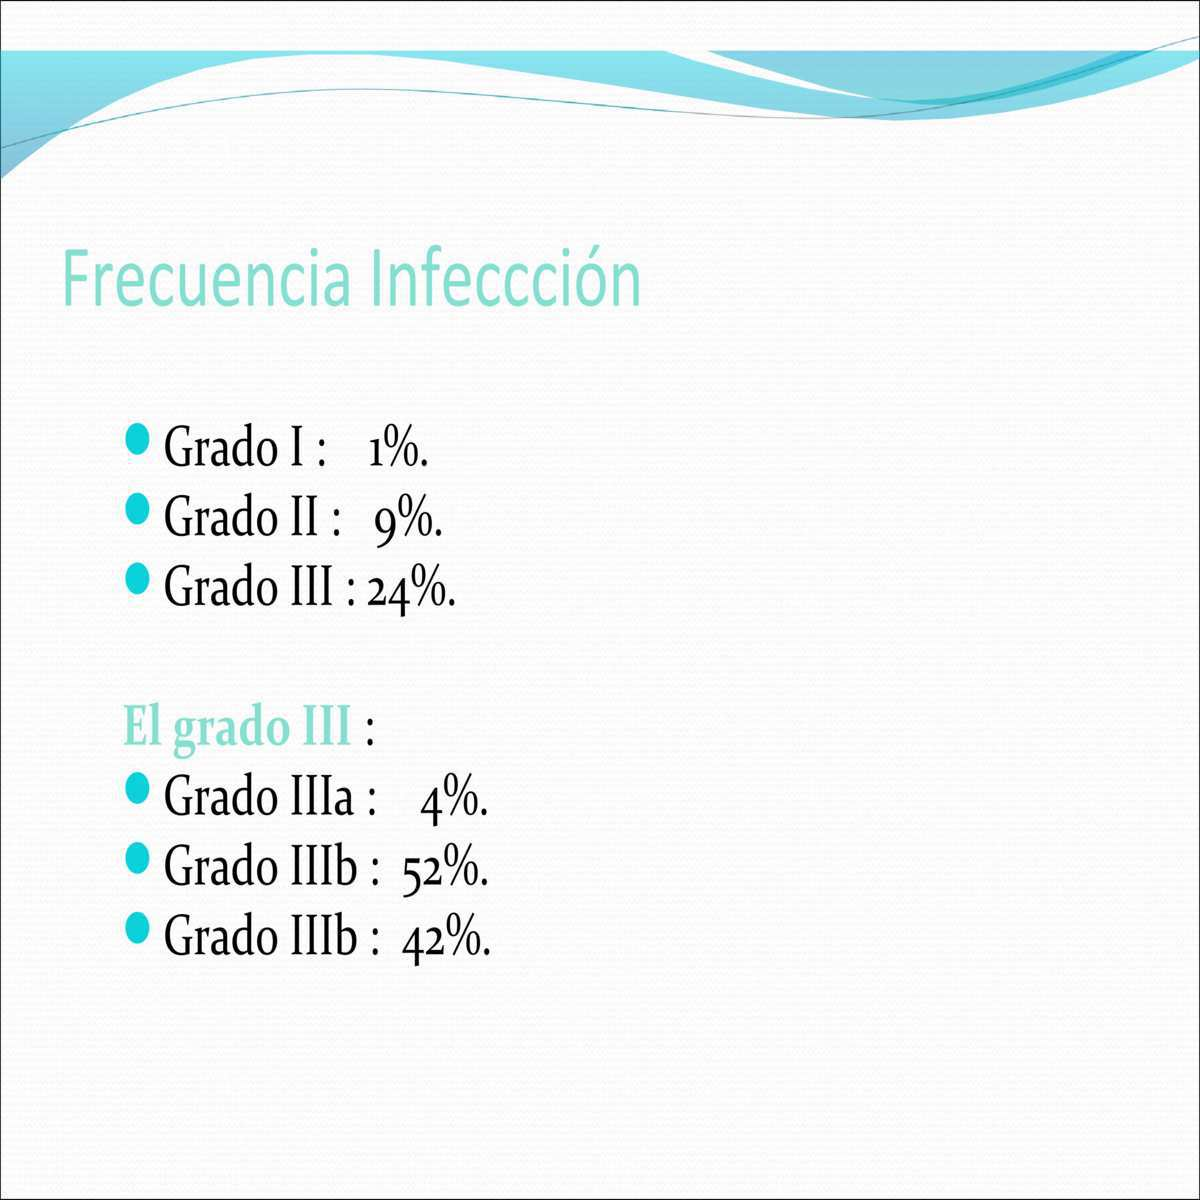 Frecuencia Infeccción
Grado I : 1%.
Grado II : 9%.
Grado III : 24%.
El grado III :
Grado IIIa : 4%.
Grado IIIb : 52%.
Grado IIIb : 42%.